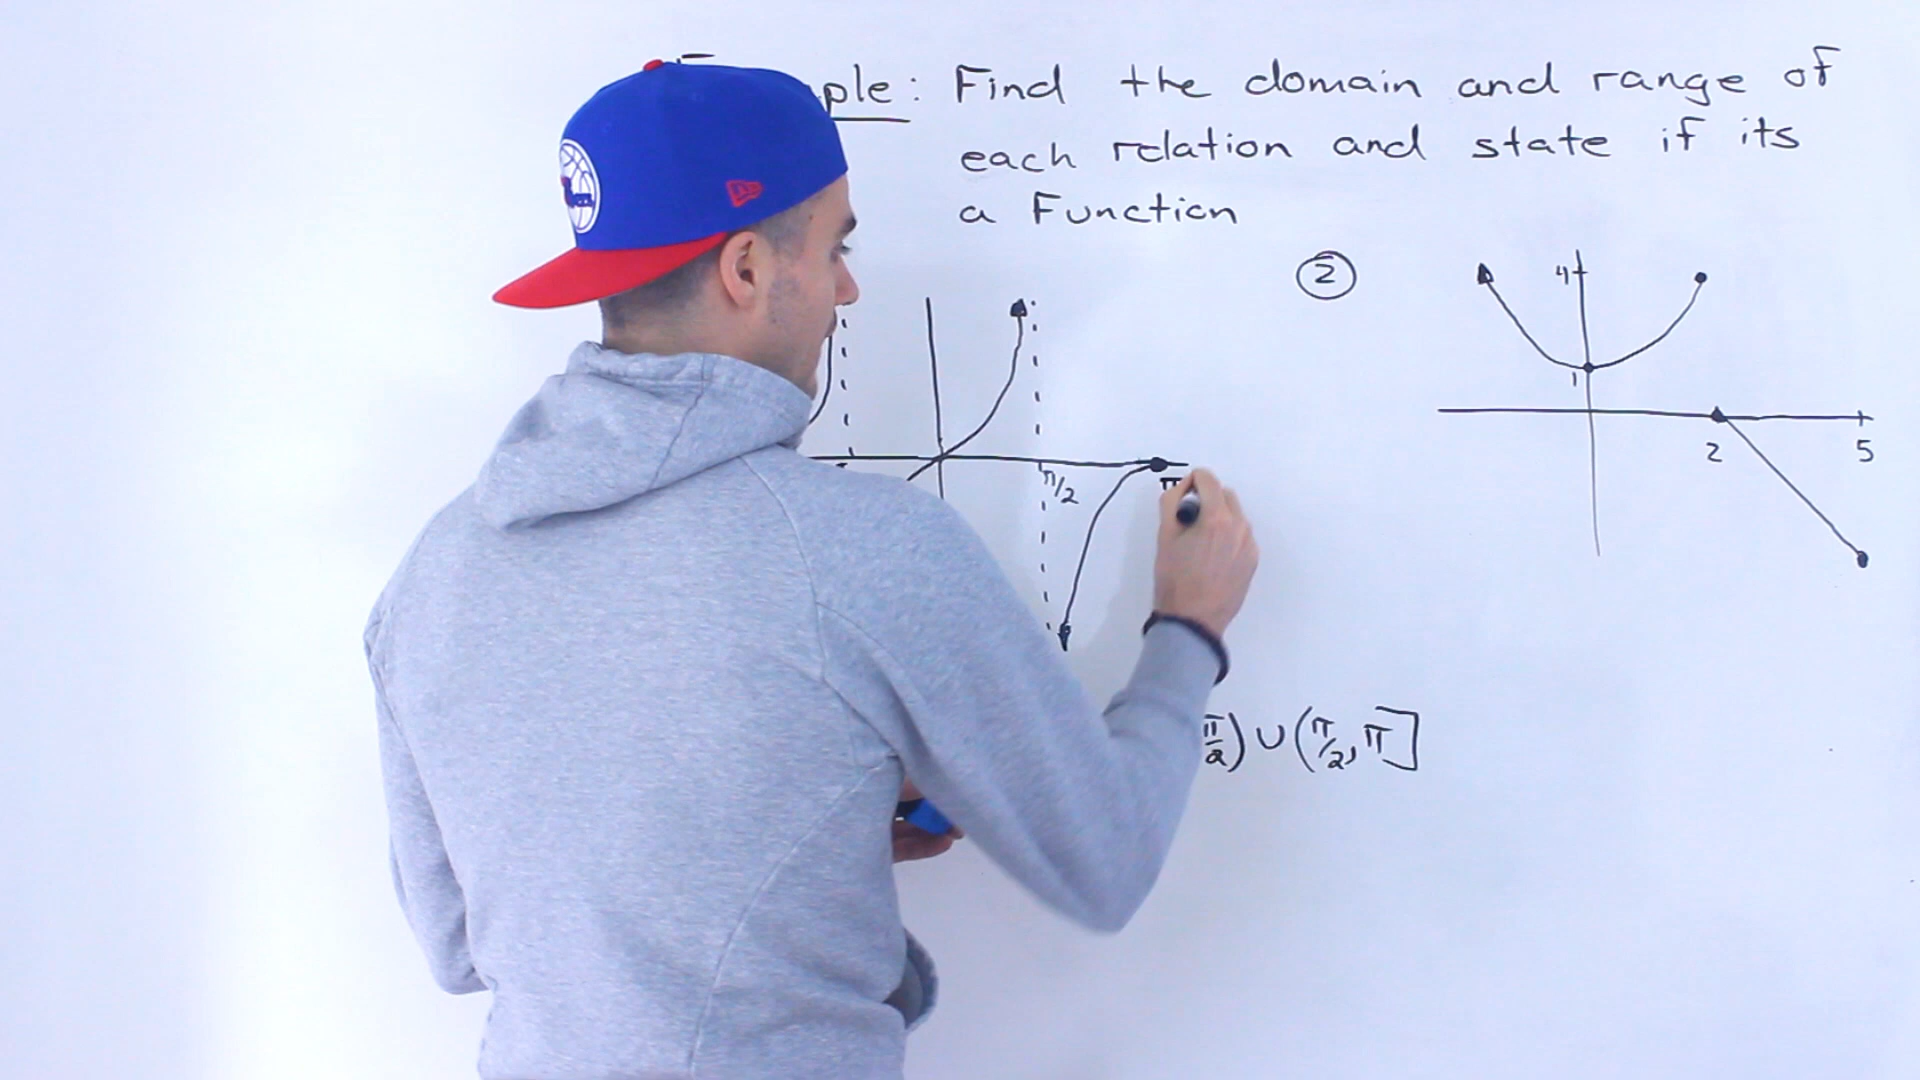 ple: Find the domain and range of
each relation and state if its
a Function
2
4
1
2
5
π/2
π
π/2) ∪ (π/2, π]